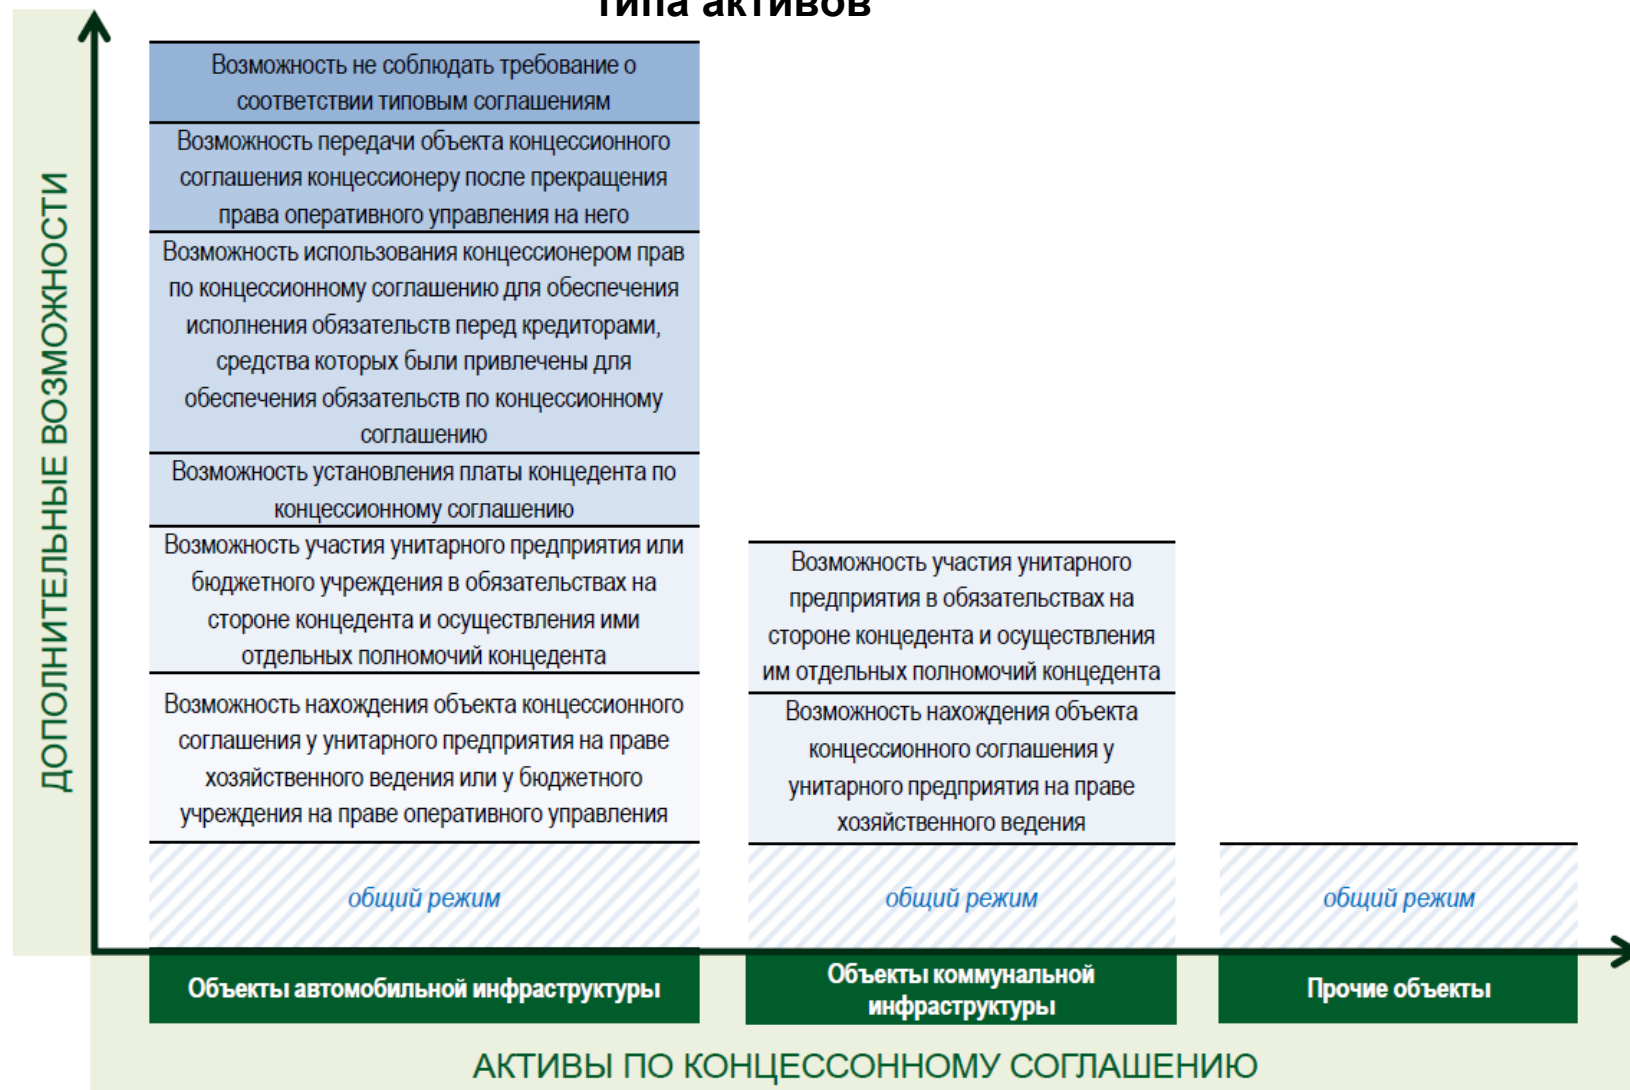 типа активов
ДОПОЛНИТЕЛЬНЫЕ ВОЗМОЖНОСТИ
Возможность не соблюдать требование о
соответствии типовым соглашениям
Возможность передачи объекта концессионного
соглашения концессионеру после прекращения
права оперативного управления на него
Возможность использования концессионером прав
по концессионному соглашению для обеспечения
исполнения обязательств перед кредиторами,
средства которых были привлечены для
обеспечения обязательств по концессионному
соглашению
Возможность установления платы концедента по
концессионному соглашению
Возможность участия унитарного предприятия или
бюджетного учреждения в обязательствах на
стороне концедента и осуществления ими
отдельных полномочий концедента
Возможность нахождения объекта концессионного
соглашения у унитарного предприятия на праве
хозяйственного ведения или у бюджетного
учреждения на праве оперативного управления
общий режим
Объекты автомобильной инфраструктуры
Возможность участия унитарного
предприятия в обязательствах на
стороне концедента и осуществления
им отдельных полномочий концедента
Возможность нахождения объекта
концессионного соглашения у
унитарного предприятия на праве
хозяйственного ведения
общий режим
Объекты коммунальной
инфраструктуры
общий режим
Прочие объекты
АКТИВЫ ПО КОНЦЕССОННОМУ СОГЛАШЕНИЮ